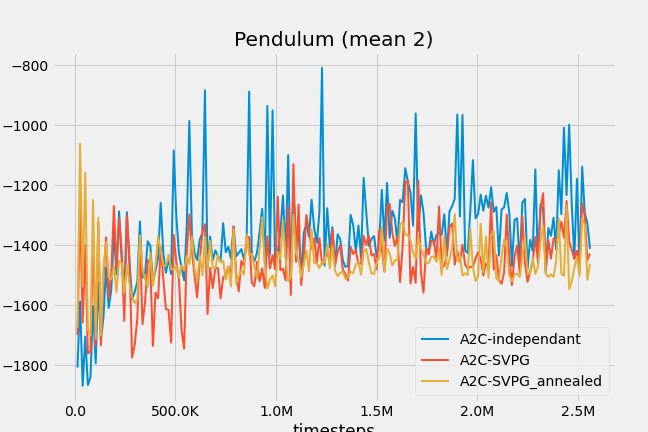 Pendulum (mean 2)
−800
−1000
−1200
−1400
−1600
−1800
0.0 500.0K 1.0M 1.5M 2.0M 2.5M
timesteps
A2C-independant
A2C-SVPG
A2C-SVPG_annealed